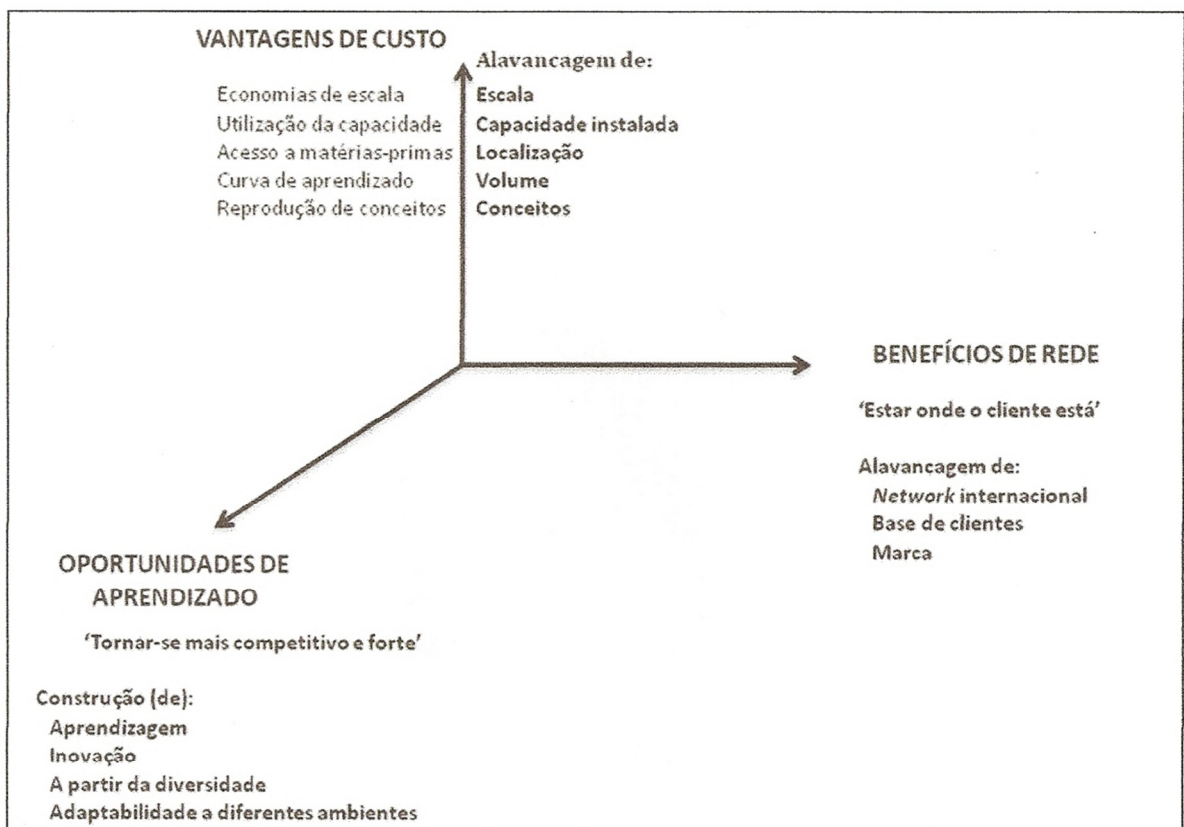 VANTAGENS DE CUSTO
Alavancagem de:
Economias de escala
Escala
Utilização da capacidade
Capacidade instalada
Acesso a matérias-primas
Localização
Curva de aprendizado
Volume
Reprodução de conceitos
Conceitos
BENEFÍCIOS DE REDE
‘Estar onde o cliente está’
Alavancagem de:
Network internacional
Base de clientes
Marca
OPORTUNIDADES DE
APRENDIZADO
‘Tornar-se mais competitivo e forte’
Construção (de):
Aprendizagem
Inovação
A partir da diversidade
Adaptabilidade a diferentes ambientes